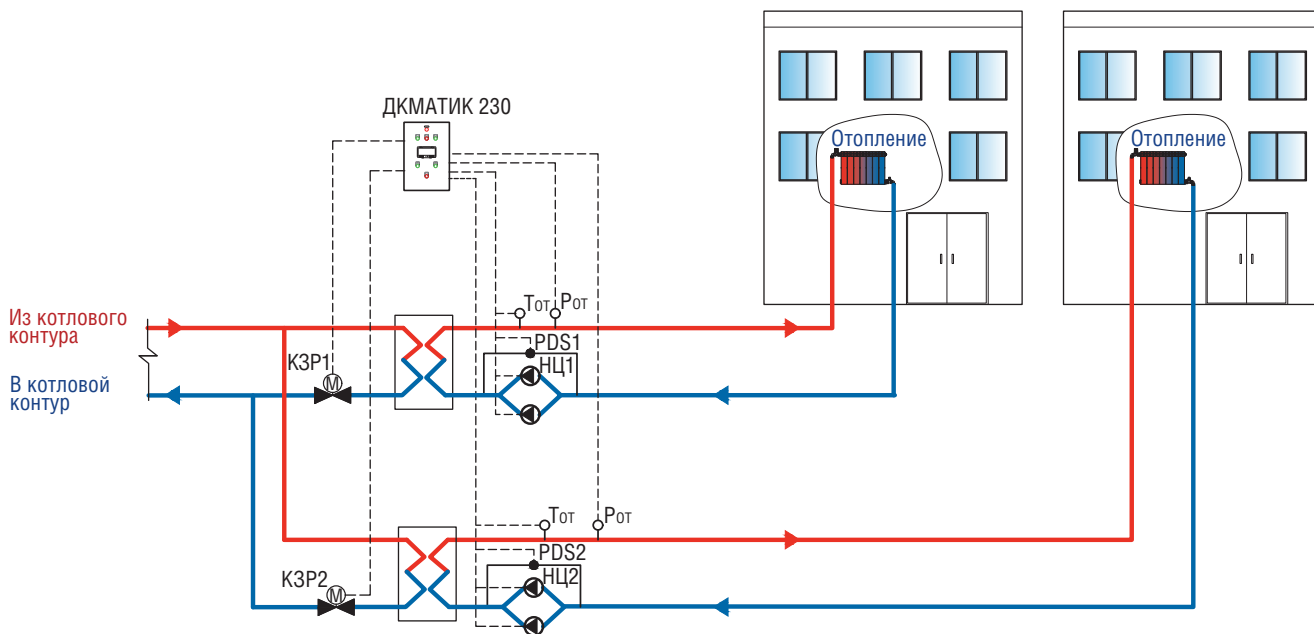 ДКМАТИК 230
Отопление
Отопление
Из котлового
контура
Тот
Рот
PDS1
КЗР1
М
НЦ1
В котловой
контур
Тот
Рот
PDS2
КЗР2
М
НЦ2